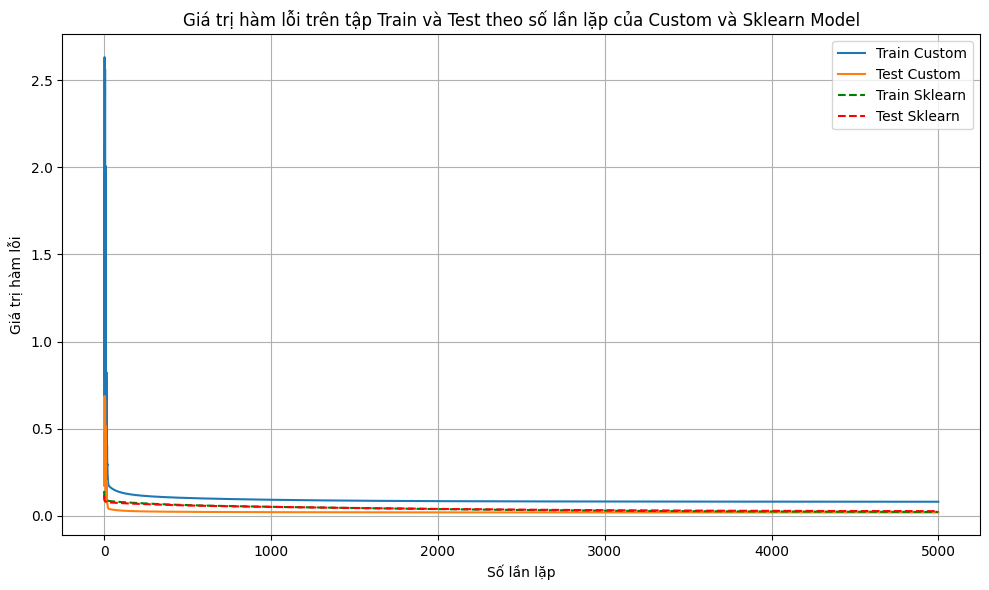 Giá trị hàm lỗi trên tập Train và Test theo số lần lặp của Custom và Sklearn Model
Train Custom
Test Custom
Train Sklearn
Test Sklearn
Giá trị hàm lỗi
2.5
2.0
1.5
1.0
0.5
0.0
0
1000
2000
3000
4000
5000
Số lần lặp